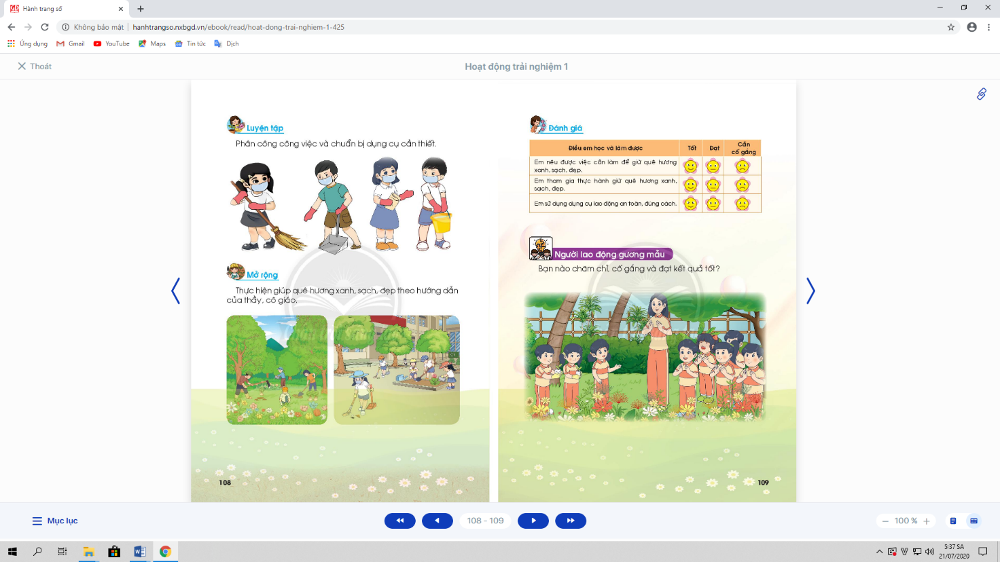 Hành trang số
Không bảo mật
hanhtrangso.nxbgd.vn/ebook/read/hoat-dong-trai-nghiem-1-425
Ứng dụng Gmail YouTube Maps Tin tức Dịch
Thoát
Hoạt động trải nghiệm 1
Luyện tập
Phân công công việc và chuẩn bị dụng cụ cần thiết.
Mở rộng
Thực hiện giúp quê hương xanh, sạch, đẹp theo hướng dẫn
của thầy, cô giáo.
108
Đánh giá
Điều em học và làm được Tốt Đạt Cần
cố gắng
Em nêu được việc cần làm để giữ quê hương
xanh, sạch, đẹp.
Em tham gia thực hành giữ quê hương xanh,
sạch, đẹp.
Em sử dụng dụng cụ lao động an toàn, đúng cách.
Người lao động gương mẫu
Bạn nào chăm chỉ, cố gắng và đạt kết quả tốt?
109
Mục lục
108 - 109
100 %
5:37 SA
21/07/2020